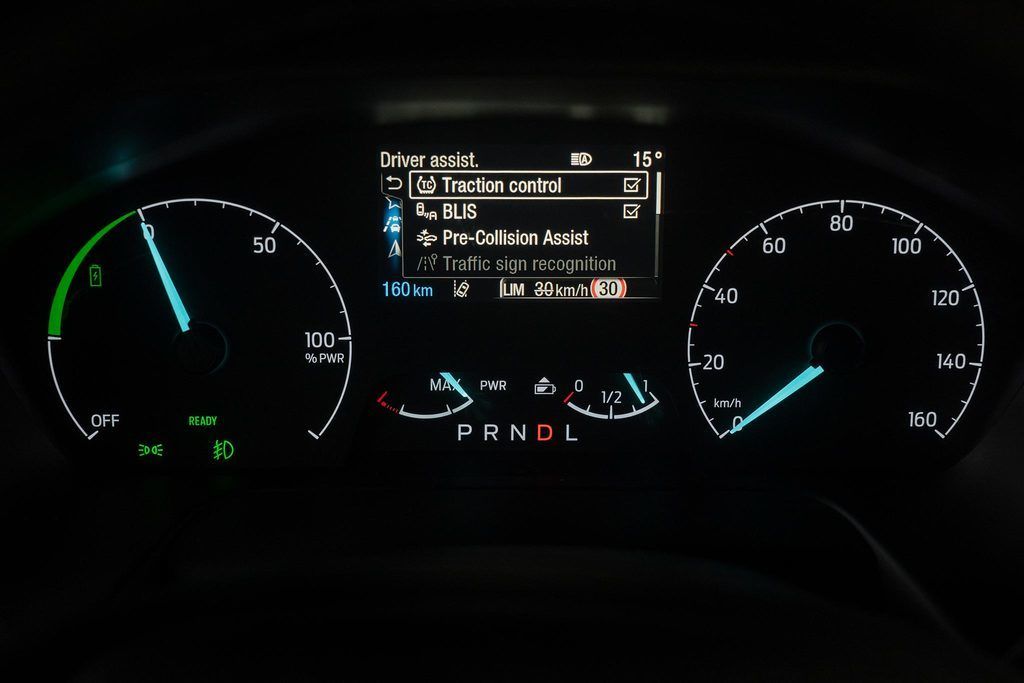 Driver assist. 15°
TC Traction control
BLIS
Pre-Collision Assist
Traffic sign recognition
160 km LIM 30 km/h 30
0
50
100
% PWR
OFF
READY
MAX PWR
0 1/2 1
P R N D L
0
20
40
60
80
100
120
140
160
km/h